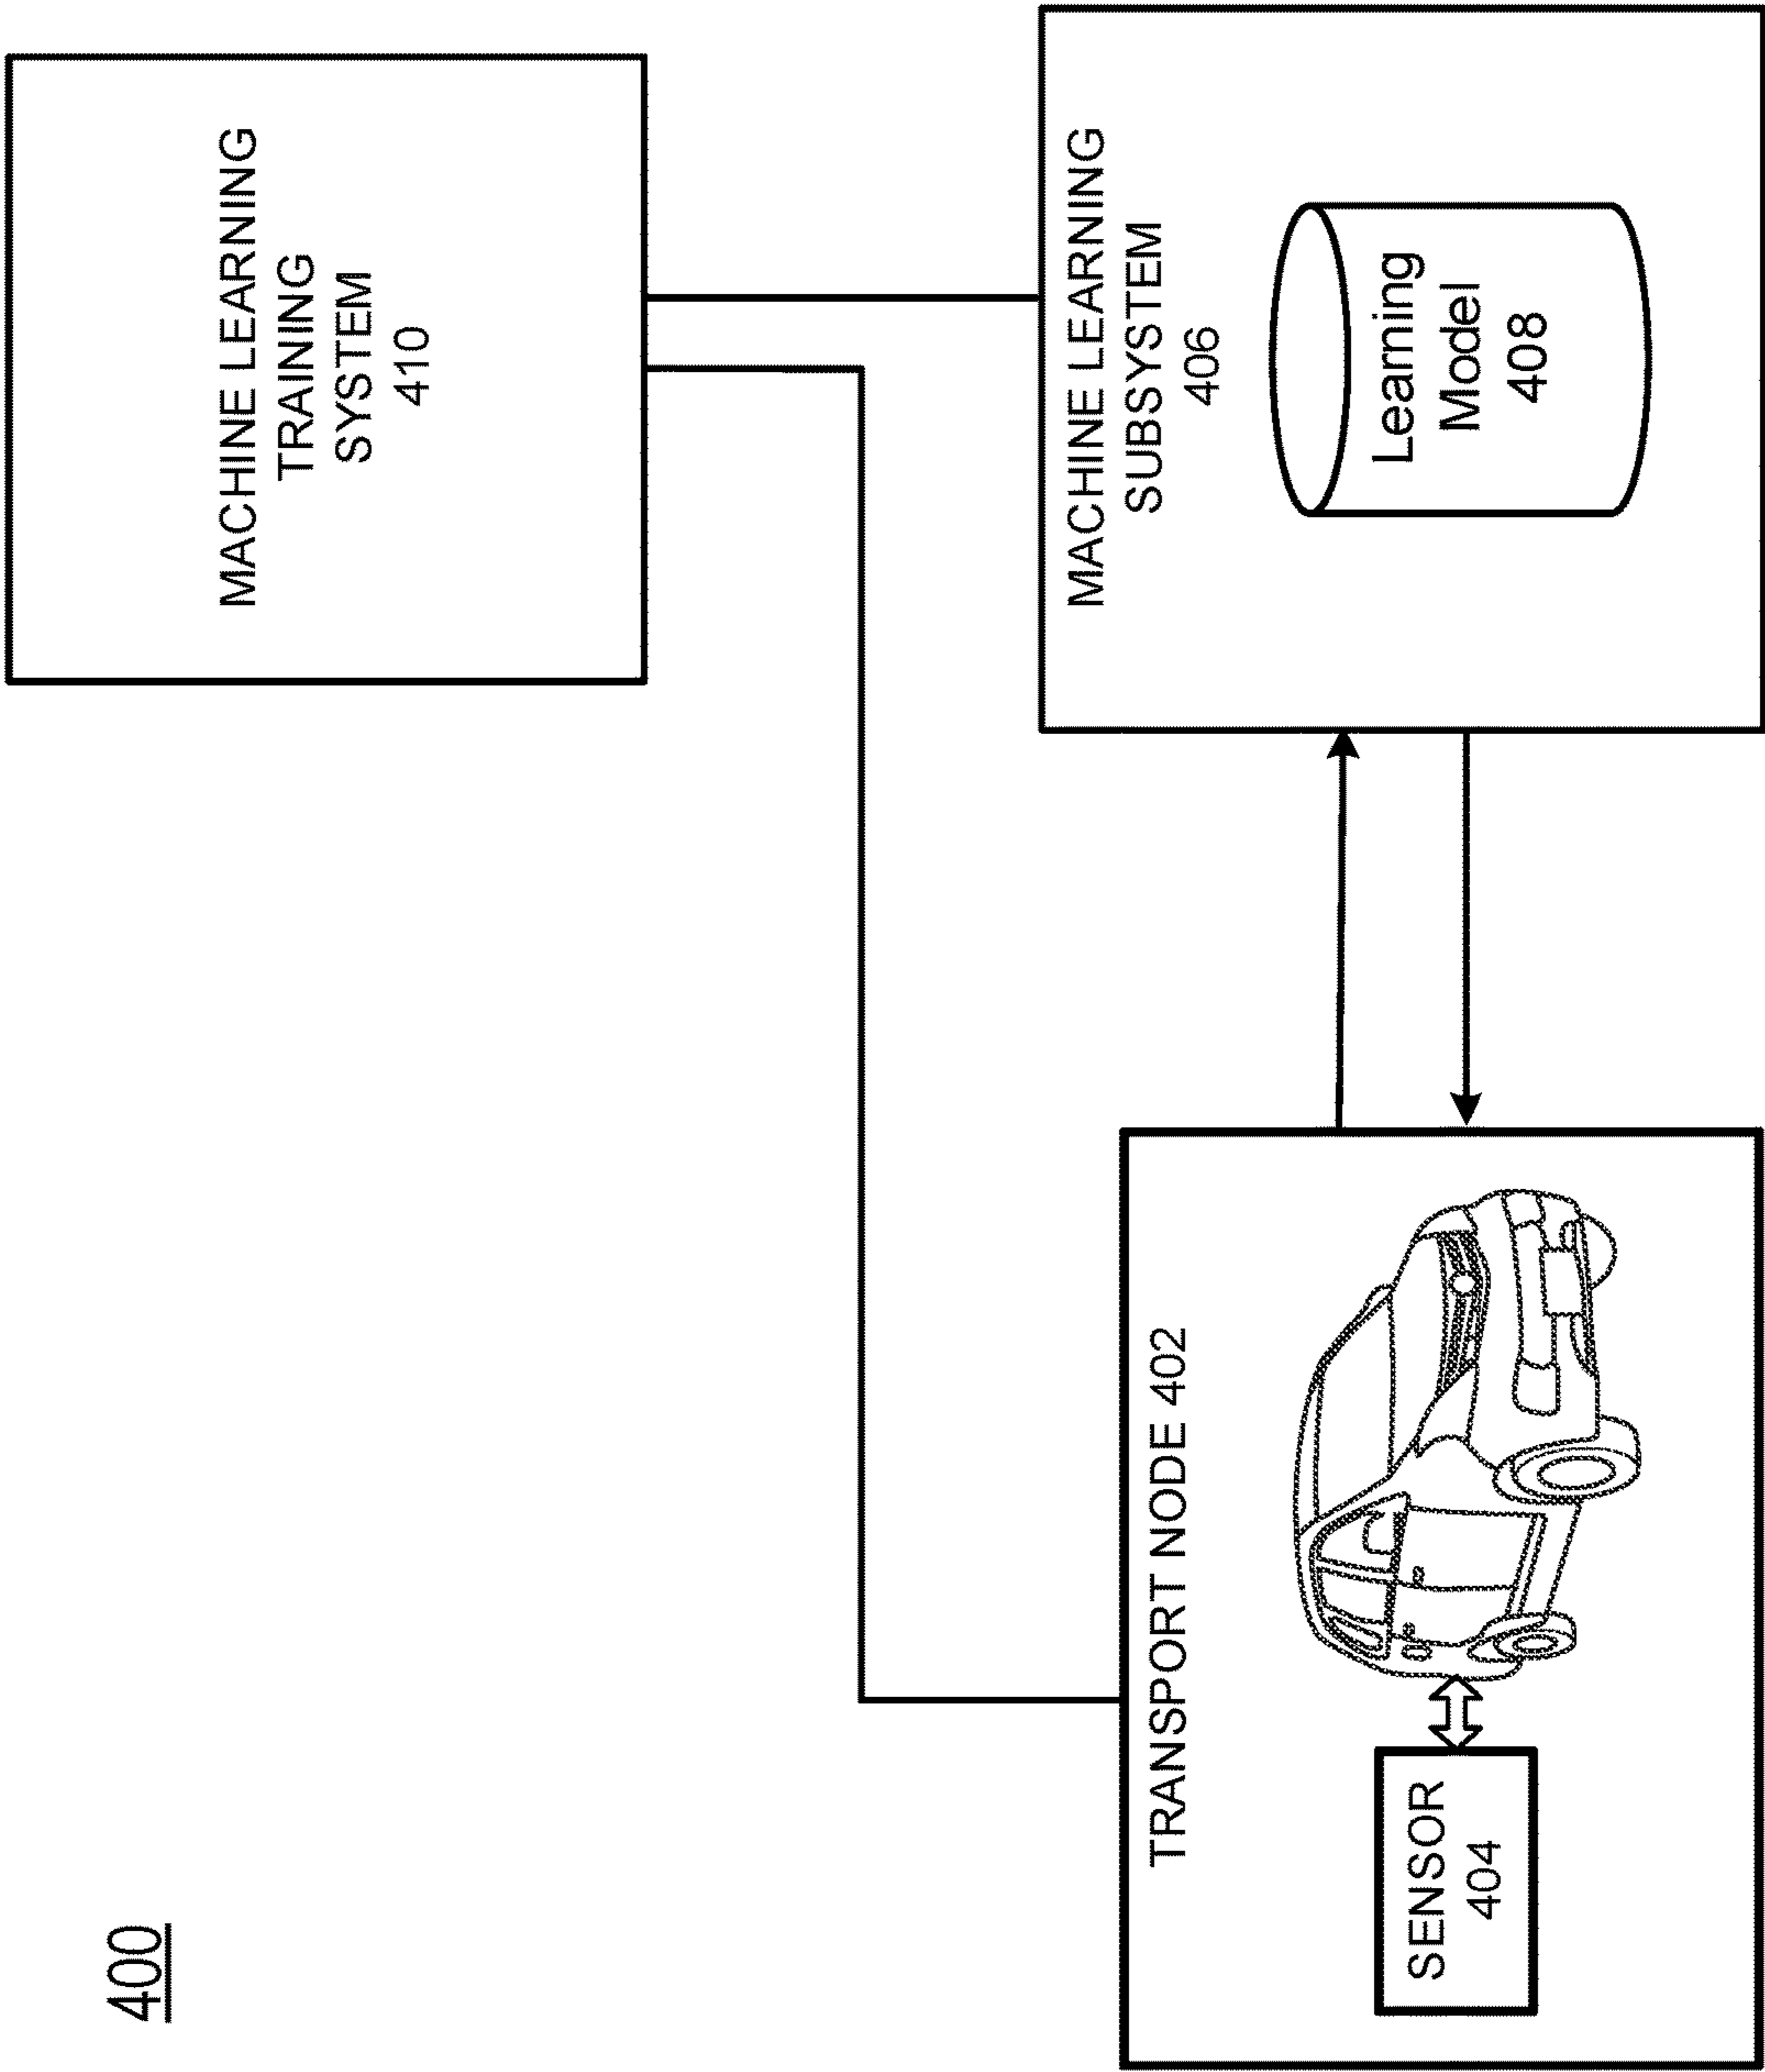 400
MACHINE LEARNING
TRAINING
SYSTEM
410
TRANSPORT NODE 402
SENSOR
404
MACHINE LEARNING
SUBSYSTEM
406
Learning
Model
408